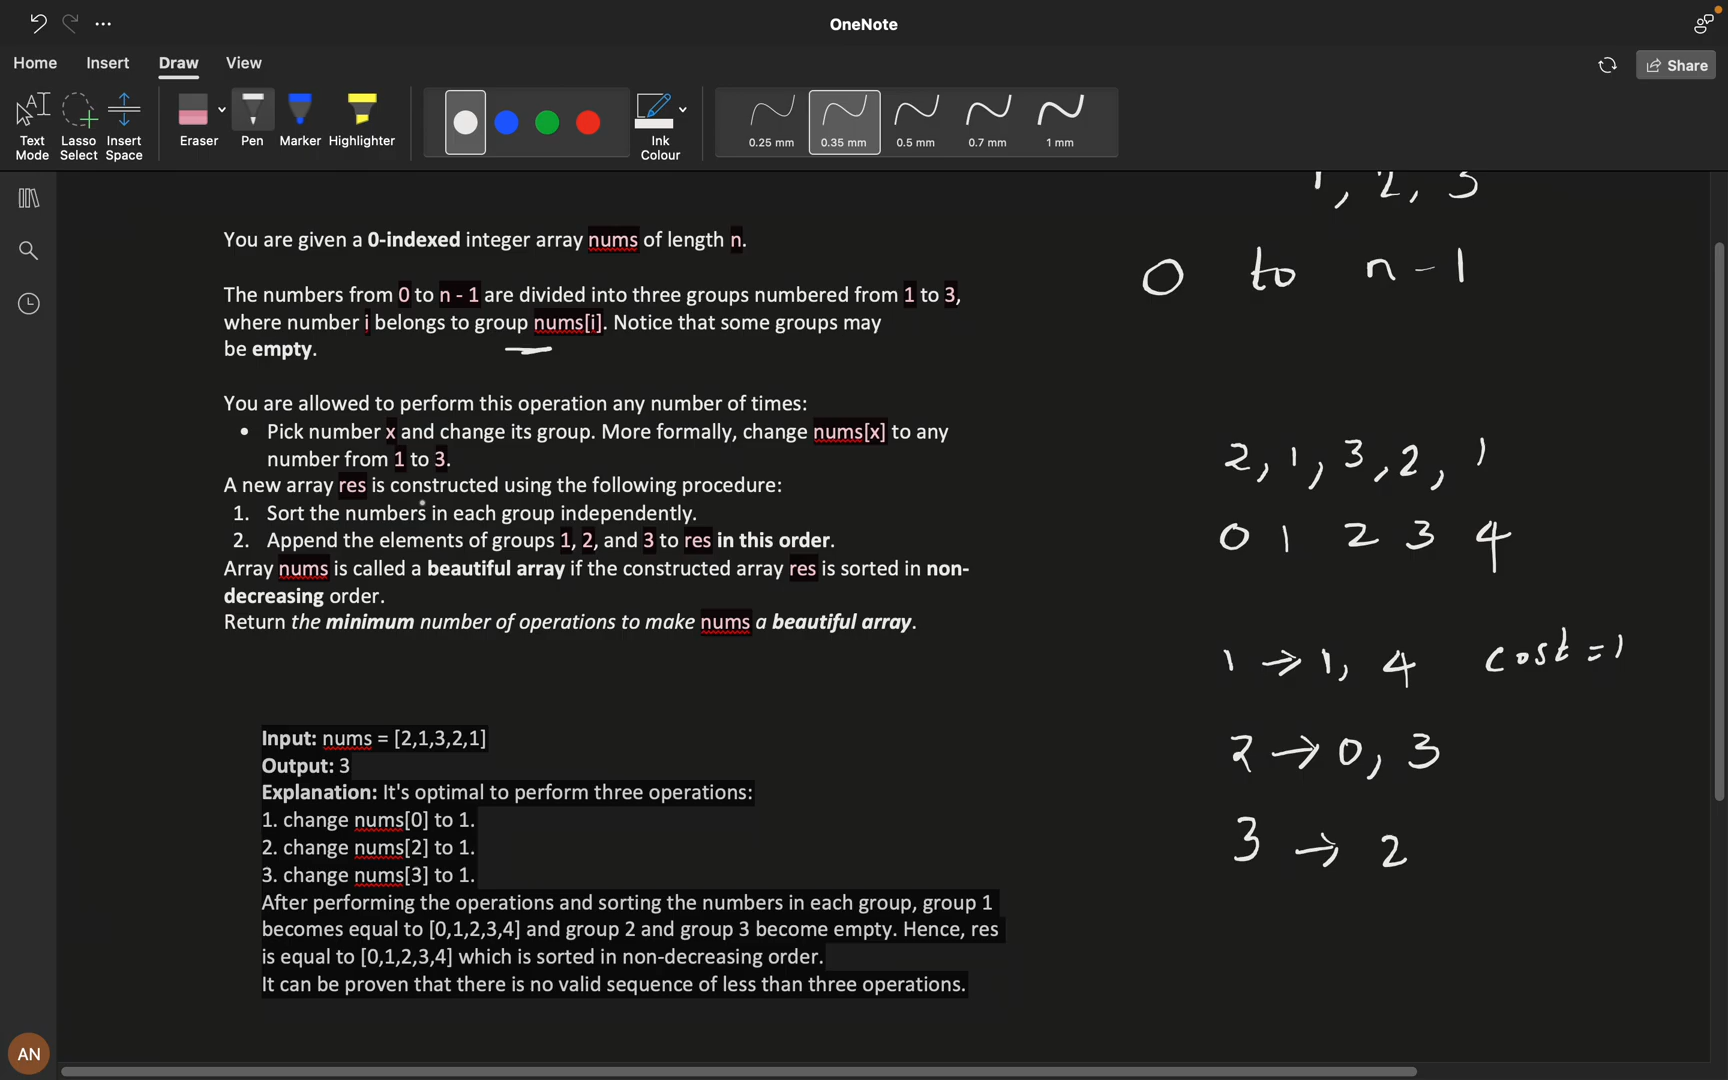 OneNote
Home Insert Draw View
Share
Text Mode
Lasso Select
Insert Space
Eraser
Pen
Marker
Highlighter
Ink Colour
0.25 mm
0.35 mm
0.5 mm
0.7 mm
1 mm
You are given a 0-indexed integer array nums of length n.
The numbers from 0 to n - 1 are divided into three groups numbered from 1 to 3,
where number i belongs to group nums[i]. Notice that some groups may
be empty.
You are allowed to perform this operation any number of times:
• Pick number x and change its group. More formally, change nums[x] to any
number from 1 to 3.
A new array res is constructed using the following procedure:
1. Sort the numbers in each group independently.
2. Append the elements of groups 1, 2, and 3 to res in this order.
Array nums is called a beautiful array if the constructed array res is sorted in non-
decreasing order.
Return the minimum number of operations to make nums a beautiful array.
Input: nums = [2,1,3,2,1]
Output: 3
Explanation: It's optimal to perform three operations:
1. change nums[0] to 1.
2. change nums[2] to 1.
3. change nums[3] to 1.
After performing the operations and sorting the numbers in each group, group 1
becomes equal to [0,1,2,3,4] and group 2 and group 3 become empty. Hence, res
is equal to [0,1,2,3,4] which is sorted in non-decreasing order.
It can be proven that there is no valid sequence of less than three operations.
1, 2, 3
0 to n - 1
2, 1, 3, 2, 1
0 1 2 3 4
1 → 1, 4 cost = 1
2 → 0, 3
3 → 2
AN